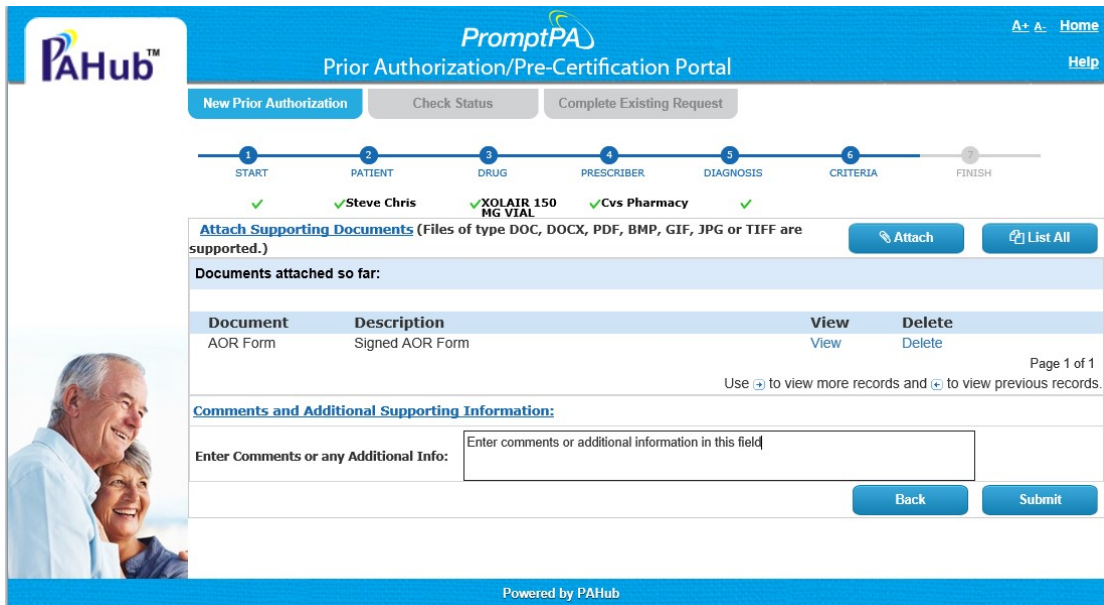 PAHub™
PromptPA
Prior Authorization/Pre-Certification Portal
A+ A- Home
Help
New Prior Authorization
Check Status
Complete Existing Request
1 2 3 4 5 6 7
START PATIENT DRUG PRESCRIBER DIAGNOSIS CRITERIA FINISH
Steve Chris
XOLAIR 150
MG VIAL
Cvs Pharmacy
Attach Supporting Documents (Files of type DOC, DOCX, PDF, BMP, GIF, JPG or TIFF are
supported.)
Attach
List All
Documents attached so far:
Document Description View Delete
AOR Form Signed AOR Form View Delete
Page 1 of 1
Use to view more records and to view previous records.
Comments and Additional Supporting Information:
Enter Comments or any Additional Info:
Enter comments or additional information in this field
Back
Submit
Powered by PAHub